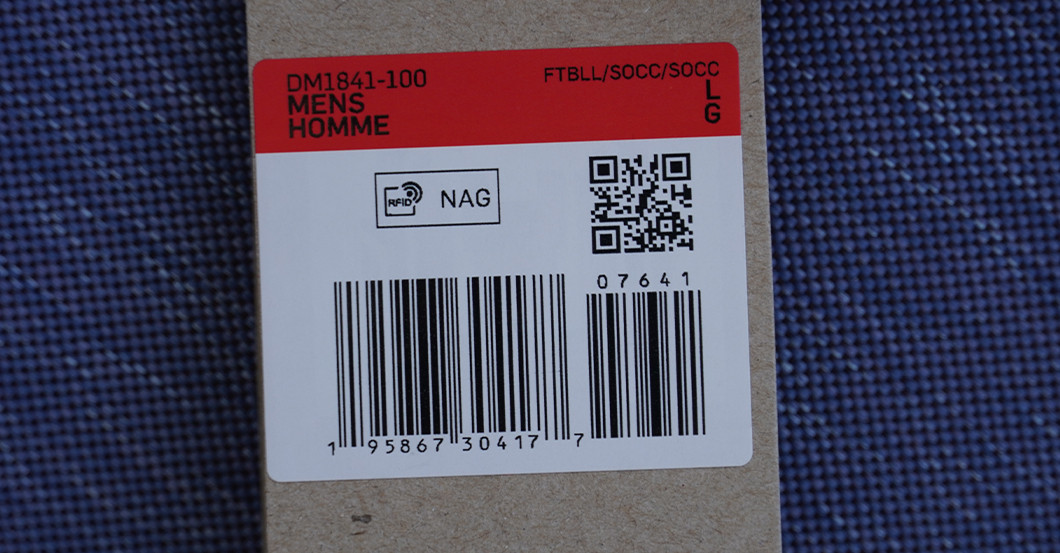 DM1841-100
MENS
HOMME
FTBLL/SOCC/SOCC
L
G
RFID
NAG
07641
1 95867 30417 7